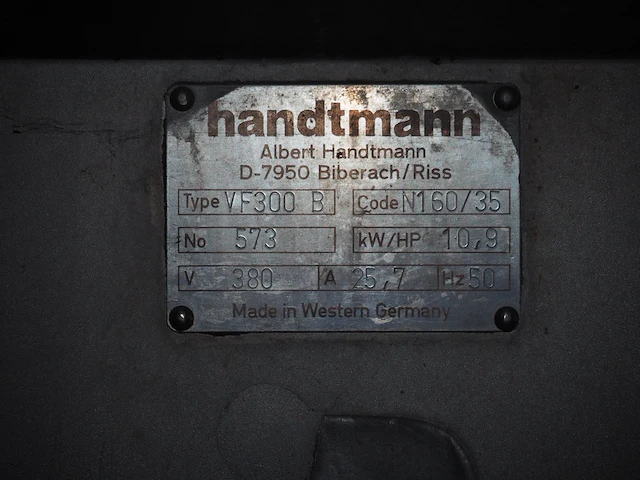 handtmann
Albert Handtmann
D-7950 Biberach/Riss
Type VF300 B Code N160/35
No 573 kW/HP 10,9
V 380 A 25,7 Hz 50
Made in Western Germany